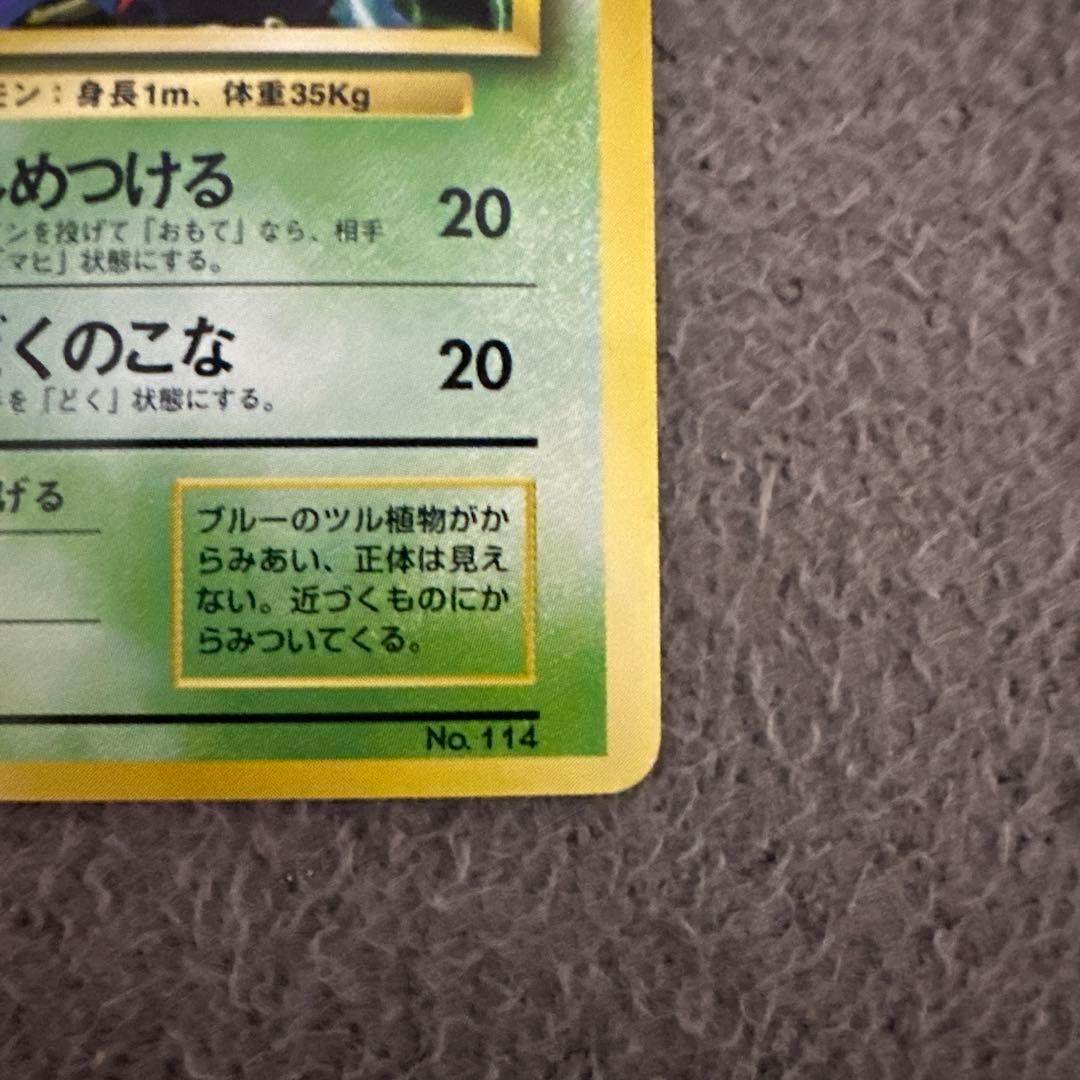 モン：身長1m、体重35Kg
しめつける 20
インを投げて「おもて」なら、相手
「マヒ」状態にする。
どくのこな 20
を「どく」状態にする。
げる
ブルーのツル植物がか
らみあい、正体は見え
ない。近づくものにか
らみついてくる。
No. 114